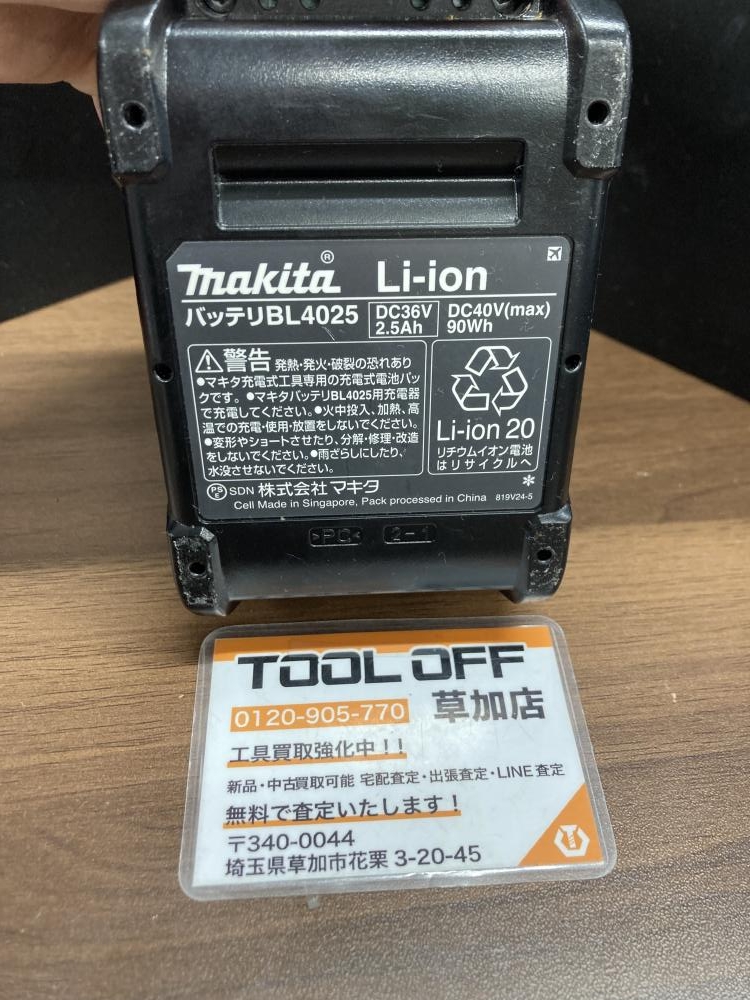 makita® Li-ion
バッテリBL4025 DC36V 2.5Ah DC40V(max) 90Wh
警告 発熱・発火・破裂の恐れあり
●マキタ充電式工具専用の充電式電池パッ
クです。●マキタバッテリBL4025用充電器
で充電してください。●火中投入、加熱、高
温での充電・使用・放置をしないでください。
●変形やショートさせたり、分解・修理・改造
をしないでください。●雨ざらしにしたり、
水没させないでください。
Li-ion 20
リチウムイオン電池
はリサイクルへ
PSE SDN 株式会社 マキタ
*
Cell Made in Singapore, Pack processed in China 819V24-5
>PC< 2-1
TOOL OFF
0120-905-770 草加店
工具買取強化中！！
新品・中古買取可能 宅配査定・出張査定・LINE査定
無料で査定いたします！
〒340-0044
埼玉県草加市花栗 3-20-45